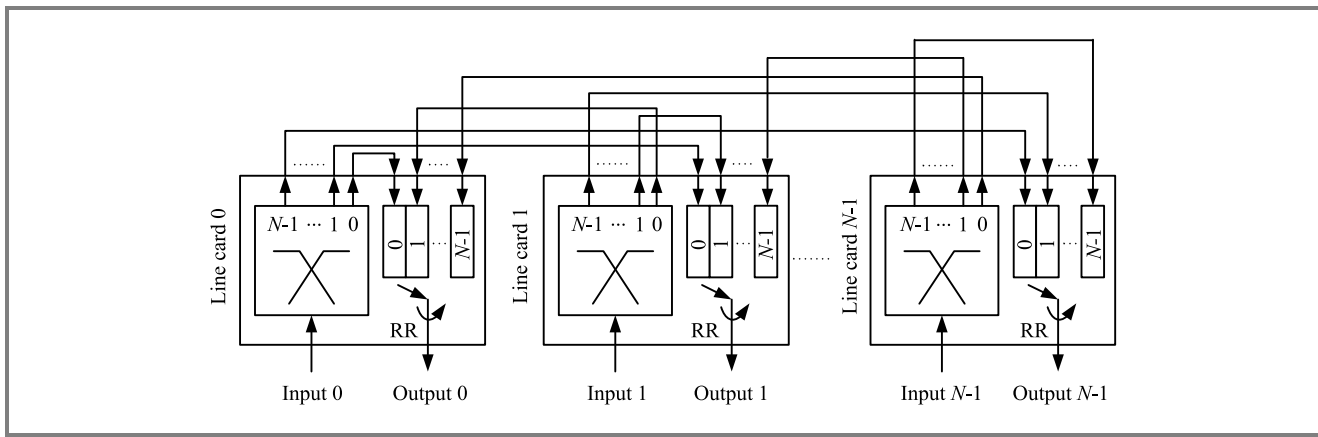 ...... .... ...... .... ...... ....
Line card 0
N-1 ... 1 0
0
1
....
N-1
RR
Input 0
Output 0
Line card 1
N-1 ... 1 0
0
1
....
N-1
RR
Input 1
Output 1
......
Line card N-1
N-1 ... 1 0
0
1
....
N-1
RR
Input N-1
Output N-1